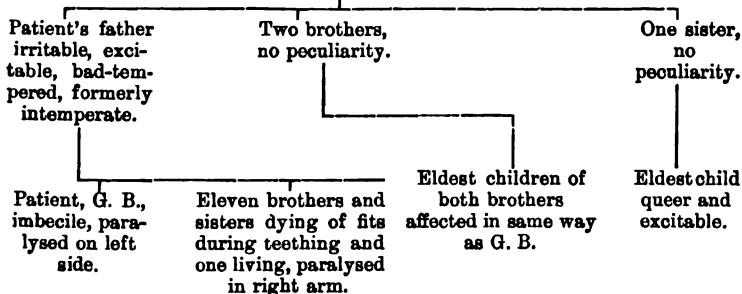 Patient's father
irritable, exci-
table, bad-tem-
pered, formerly
intemperate.
Two brothers,
no peculiarity.
One sister,
no
peculiarity.
Patient, G. B.,
imbecile, para-
lysed on left
side.
Eleven brothers and
sisters dying of fits
during teething and
one living, paralysed
in right arm.
Eldest children of
both brothers
affected in same way
as G. B.
Eldest child
queer and
excitable.